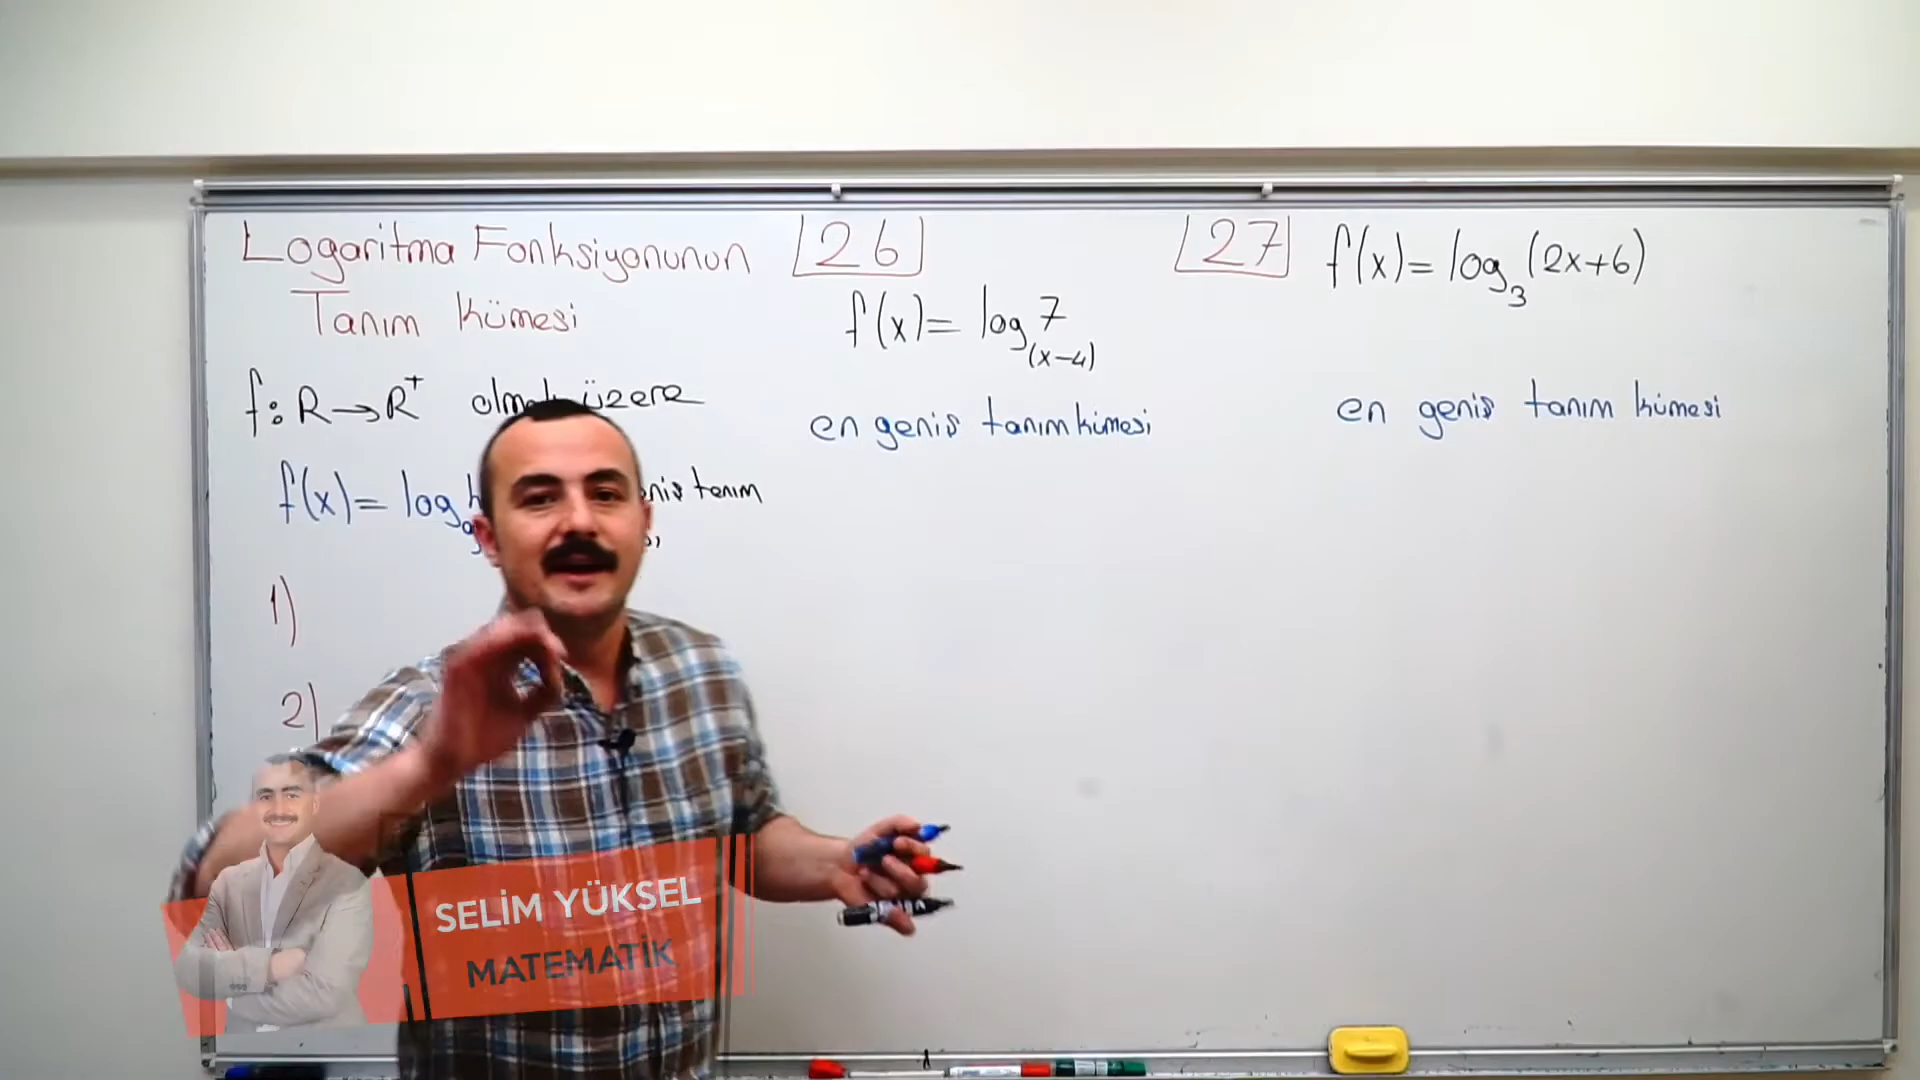 Logaritma Fonksiyonunun
Tanım Kümesi
f: R → R⁺ olmak üzere
f(x) = log
tanım
1)
2)
26
f(x) = log₍ₓ₋₄₎ 7
en geniş tanım kümesi
27 f(x) = log₃ (2x+6)
en geniş tanım kümesi
SELİM YÜKSEL
MATEMATİK